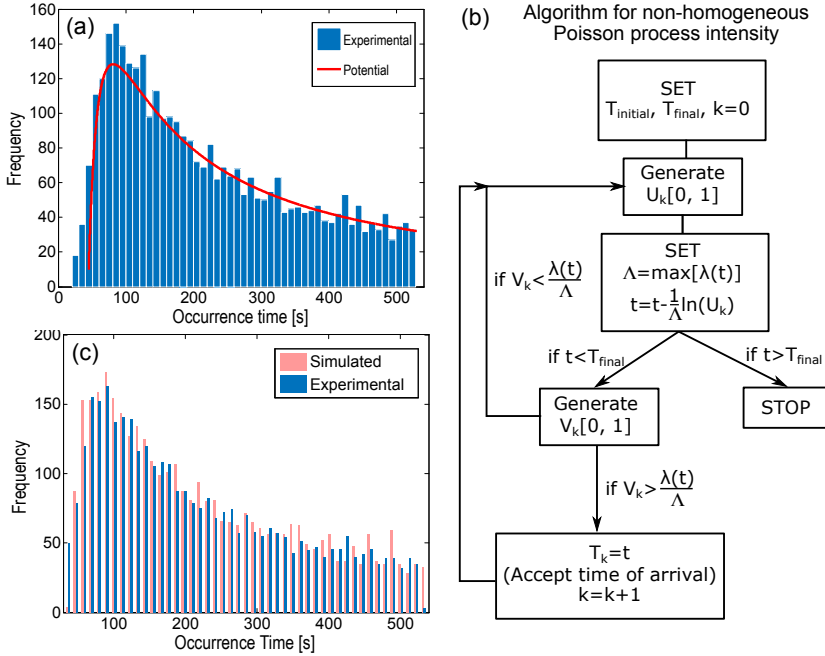 (a)
160
140
120
100
80
60
40
20
0
0
100
200
300
400
500
Frequency
Occurrence time [s]
Experimental
Potential
(b)
Algorithm for non-homogeneous
Poisson process intensity
SET
T_initial, T_final, k=0
Generate
U_k[0, 1]
SET
Λ=max[λ(t)]
t=t-1/Λ ln(U_k)
if V_k<λ(t)/Λ
if t<T_final
if t>T_final
Generate
V_k[0, 1]
STOP
if V_k>λ(t)/Λ
T_k=t
(Accept time of arrival)
k=k+1
(c)
200
150
100
50
0
100
200
300
400
500
Frequency
Occurrence Time [s]
Simulated
Experimental